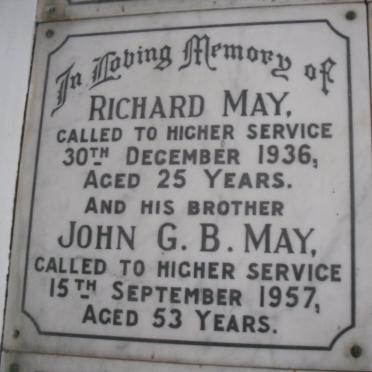 In Loving Memory of
RICHARD MAY,
CALLED TO HIGHER SERVICE
30TH DECEMBER 1936,
AGED 25 YEARS.
AND HIS BROTHER
JOHN G. B. MAY,
CALLED TO HIGHER SERVICE
15TH SEPTEMBER 1957,
AGED 53 YEARS.